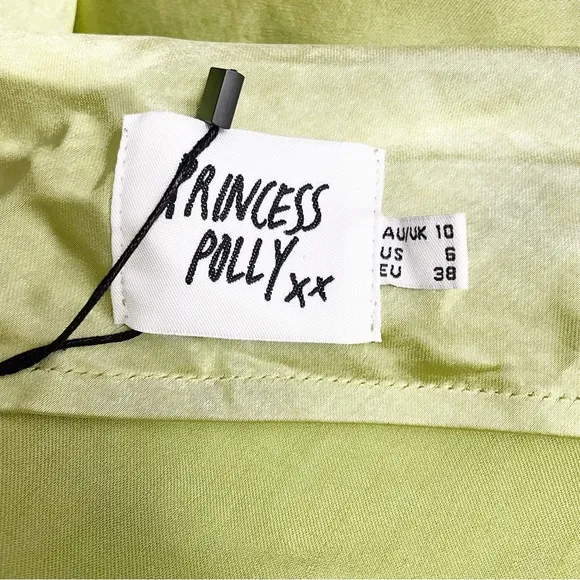 PRINCESS
POLLY xx
AU/UK 10
US 6
EU 38